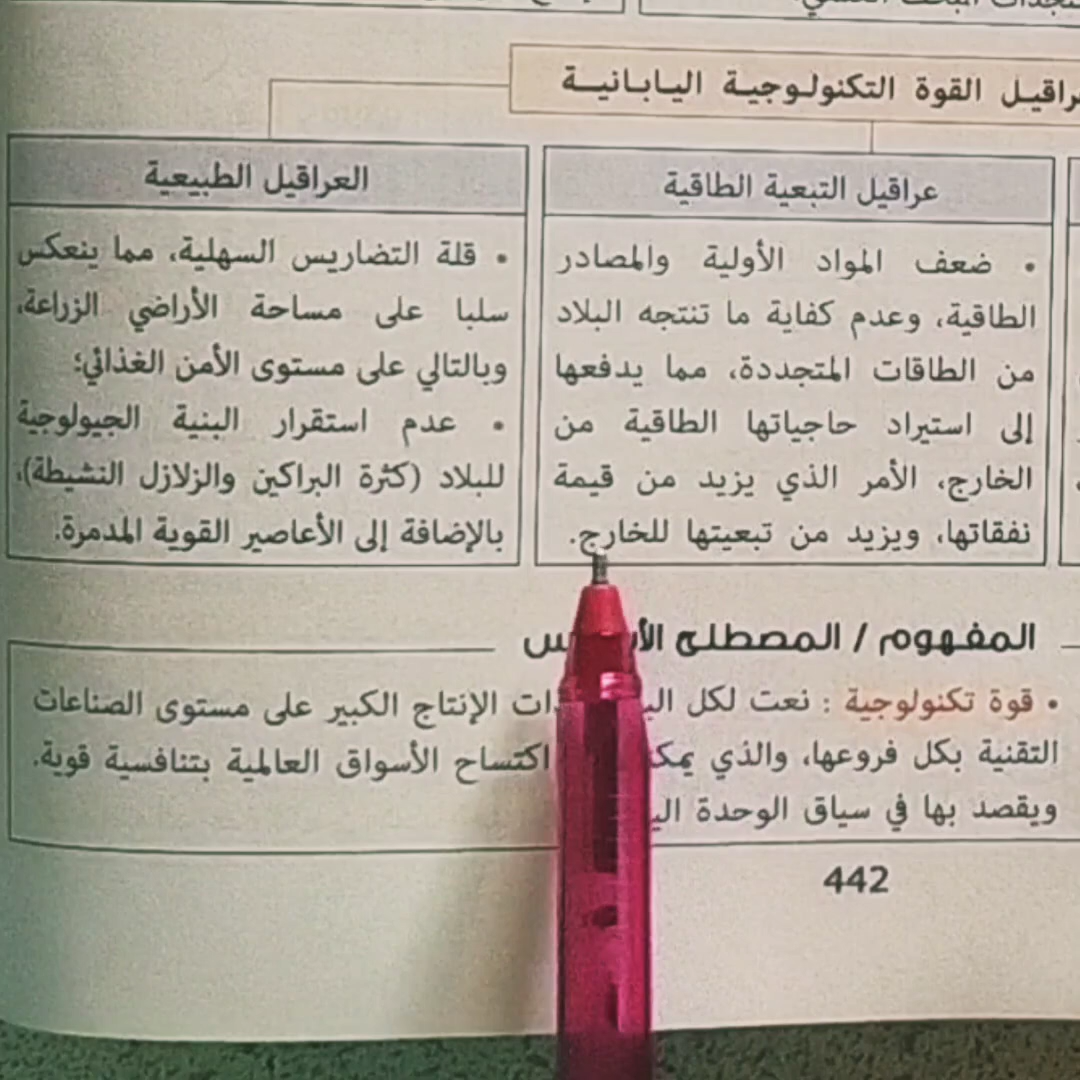 القوة التكنولوجية اليابانية
عراقيل التبعية الطاقية
• ضعف المواد الأولية والمصادر
الطاقية، وعدم كفاية ما تنتجه البلاد
من الطاقات المتجددة، مما يدفعها
إلى استيراد حاجياتها الطاقية من
الخارج، الأمر الذي يزيد من قيمة
نفقاتها، ويزيد من تبعيتها للخارج.
العراقيل الطبيعية
• قلة التضاريس السهلية، مما ينعكس
سلبا على مساحة الأراضي الزراعة،
وبالتالي على مستوى الأمن الغذائي؛
• عدم استقرار البنية الجيولوجية
للبلاد (كثرة البراكين والزلازل النشيطة)،
بالإضافة إلى الأعاصير القوية المدمرة.
المفهوم / المصطلح
• قوة تكنولوجية : نعت لكل الإنتاج الكبير على مستوى الصناعات
التقنية بكل فروعها، والذي اكتساح الأسواق العالمية بتنافسية قوية.
ويقصد بها في سياق الوحدة
442